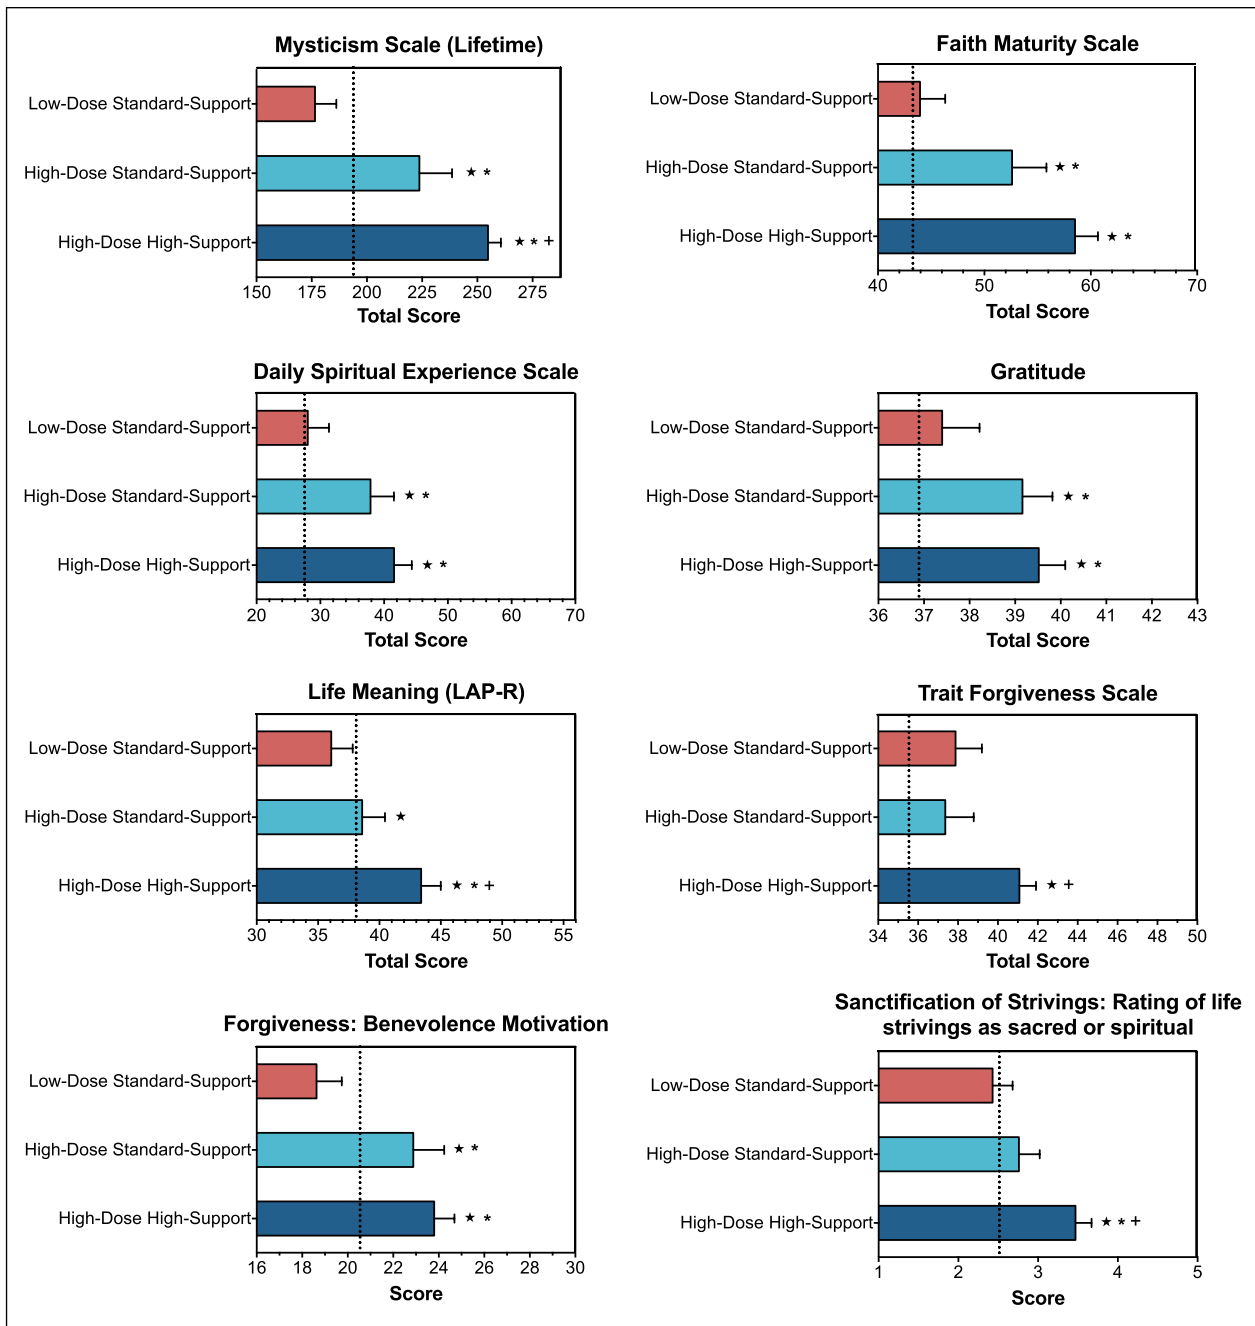 Mysticism Scale (Lifetime)
Low-Dose Standard-Support
High-Dose Standard-Support
★ *
High-Dose High-Support
★ * +
150 175 200 225 250 275
Total Score
Faith Maturity Scale
Low-Dose Standard-Support
High-Dose Standard-Support
★ *
High-Dose High-Support
★ *
40 50 60 70
Total Score
Daily Spiritual Experience Scale
Low-Dose Standard-Support
High-Dose Standard-Support
★ *
High-Dose High-Support
★ *
20 30 40 50 60 70
Total Score
Gratitude
Low-Dose Standard-Support
High-Dose Standard-Support
★ *
High-Dose High-Support
★ *
36 37 38 39 40 41 42 43
Total Score
Life Meaning (LAP-R)
Low-Dose Standard-Support
High-Dose Standard-Support
★
High-Dose High-Support
★ * +
30 35 40 45 50 55
Total Score
Trait Forgiveness Scale
Low-Dose Standard-Support
High-Dose Standard-Support
High-Dose High-Support
★ +
34 36 38 40 42 44 46 48 50
Total Score
Forgiveness: Benevolence Motivation
Low-Dose Standard-Support
High-Dose Standard-Support
★ *
High-Dose High-Support
★ *
16 18 20 22 24 26 28 30
Score
Sanctification of Strivings: Rating of life
strivings as sacred or spiritual
Low-Dose Standard-Support
High-Dose Standard-Support
High-Dose High-Support
★ * +
1 2 3 4 5
Score